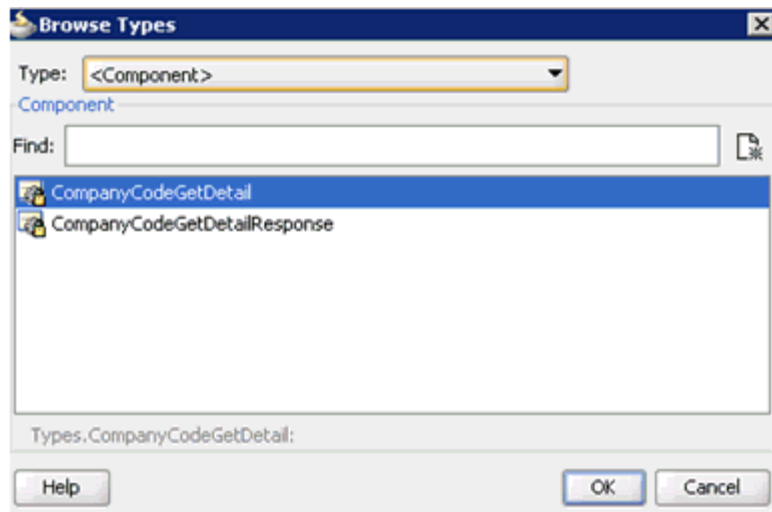 Browse Types
Type: <Component>
Component
Find:
CompanyCodeGetDetail
CompanyCodeGetDetailResponse
Types.CompanyCodeGetDetail:
Help OK Cancel